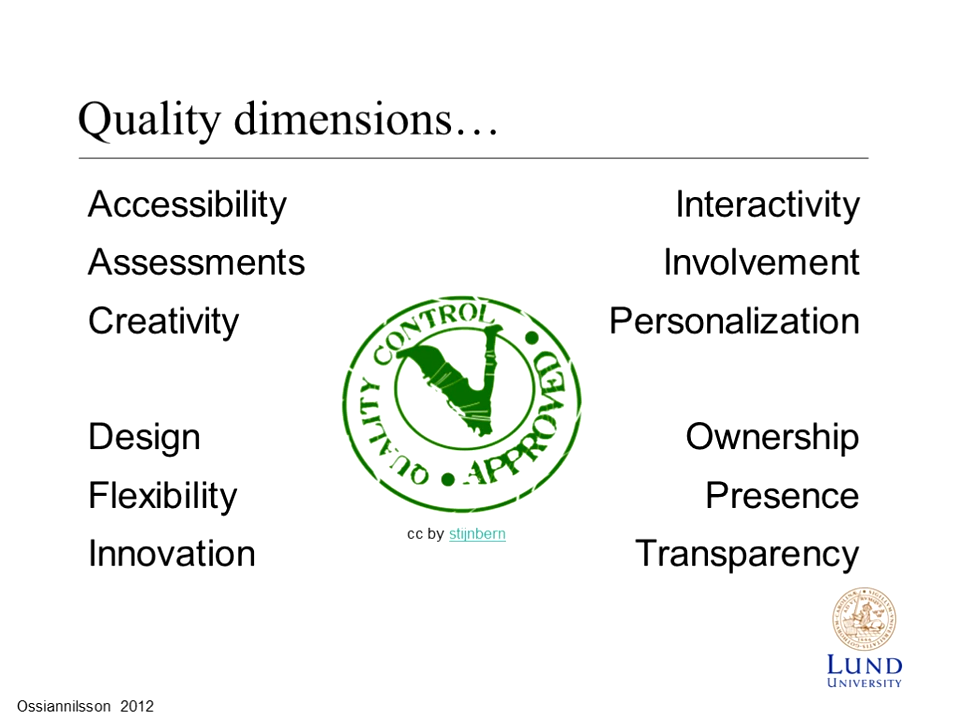 Quality dimensions…
Accessibility
Assessments
Creativity
Design
Flexibility
Innovation
Interactivity
Involvement
Personalization
Ownership
Presence
Transparency
QUALITY CONTROL • APPROVED •
cc by stijnbern
LUND
UNIVERSITY
Ossiannilsson 2012